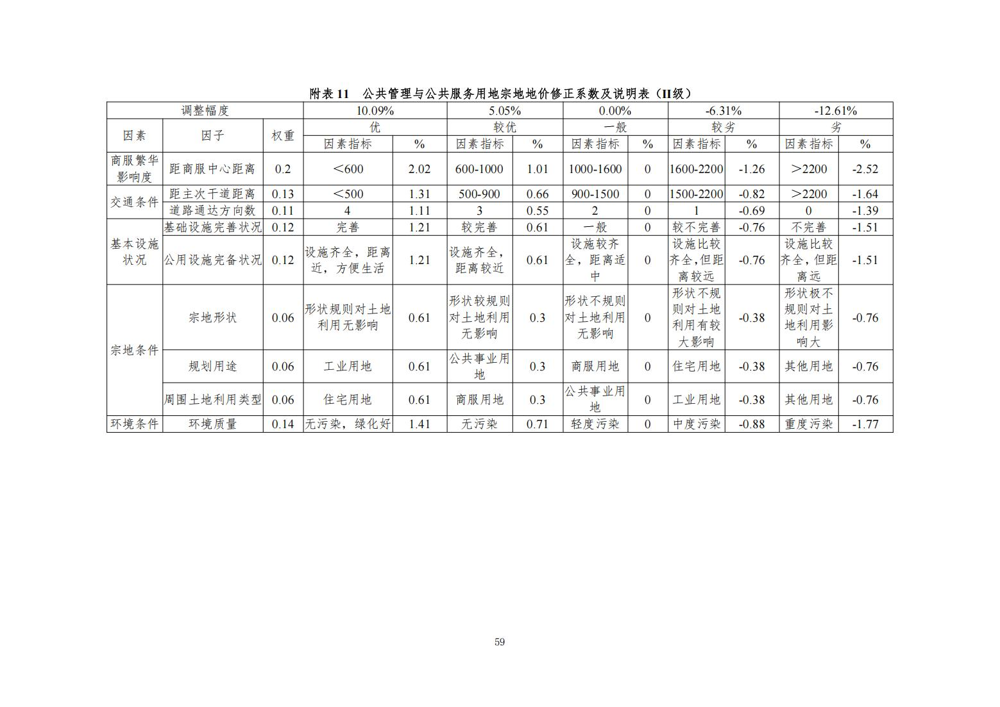 附表 11 公共管理与公共服务用地宗地地价修正系数及说明表（II级）
调整幅度 10.09% 5.05% 0.00% -6.31% -12.61%
因素 因子 权重 优 较优 一般 较劣 劣
因素指标 % 因素指标 % 因素指标 % 因素指标 % 因素指标 %
商服繁华
影响度
距商服中心距离 0.2 ＜600 2.02 600-1000 1.01 1000-1600 0 1600-2200 -1.26 ＞2200 -2.52
交通条件
距主次干道距离 0.13 ＜500 1.31 500-900 0.66 900-1500 0 1500-2200 -0.82 ＞2200 -1.64
道路通达方向数 0.11 4 1.11 3 0.55 2 0 1 -0.69 0 -1.39
基本设施
状况
基础设施完善状况 0.12 完善 1.21 较完善 0.61 一般 0 较不完善 -0.76 不完善 -1.51
公用设施完备状况 0.12
设施齐全，距离
近，方便生活
1.21
设施齐全，
距离较近
0.61
设施较齐
全，距离适
中
0
设施比较
齐全，但距
离较远
-0.76
设施比较
齐全，但距
离远
-1.51
宗地条件
宗地形状 0.06
形状规则对土地
利用无影响
0.61
形状较规则
对土地利用
无影响
0.3
形状不规则
对土地利用
无影响
0
形状不规
则对土地
利用有较
大影响
-0.38
形状极不
规则对土
地利用影
响大
-0.76
规划用途 0.06 工业用地 0.61
公共事业用
地
0.3 商服用地 0 住宅用地 -0.38 其他用地 -0.76
周围土地利用类型 0.06 住宅用地 0.61 商服用地 0.3
公共事业用
地
0 工业用地 -0.38 其他用地 -0.76
环境条件 环境质量 0.14 无污染，绿化好 1.41 无污染 0.71 轻度污染 0 中度污染 -0.88 重度污染 -1.77
59